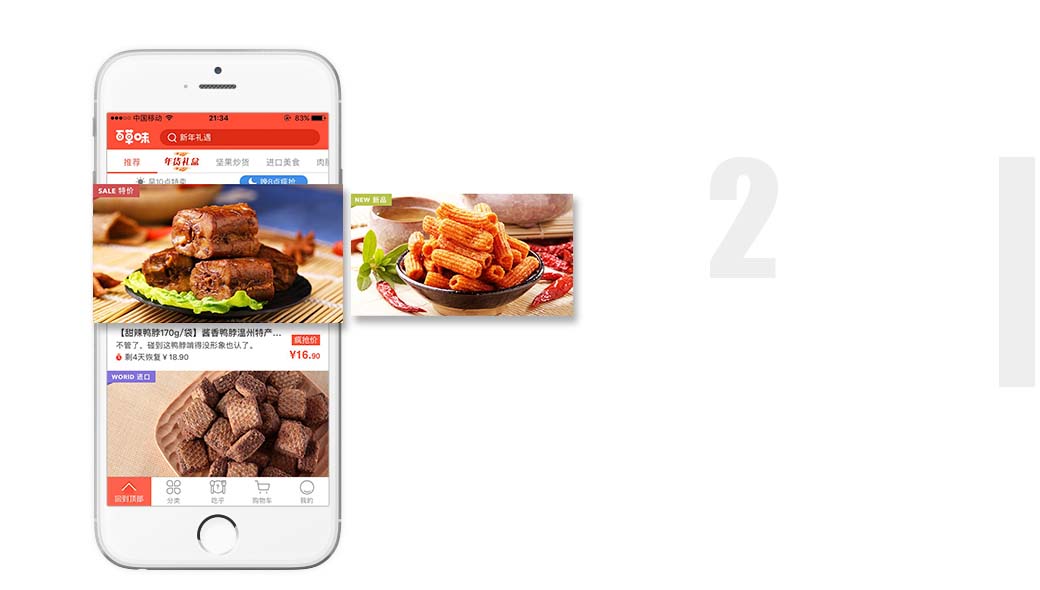 中国移动 21:34 83%
百草味 新年礼遇
推荐 年货礼盒 坚果炒货 进口美食 肉脯
早10点特卖 晚8点疯抢
SALE 特价
NEW 新品
【甜辣鸭脖170g/袋】酱香鸭脖温州特产...
不管了。碰到这鸭脖啃得没形象也认了。
疯抢价
剩4天恢复 ¥ 18.90
¥16.90
WORID 进口
回到顶部 分类 吃乎 购物车 我的
2